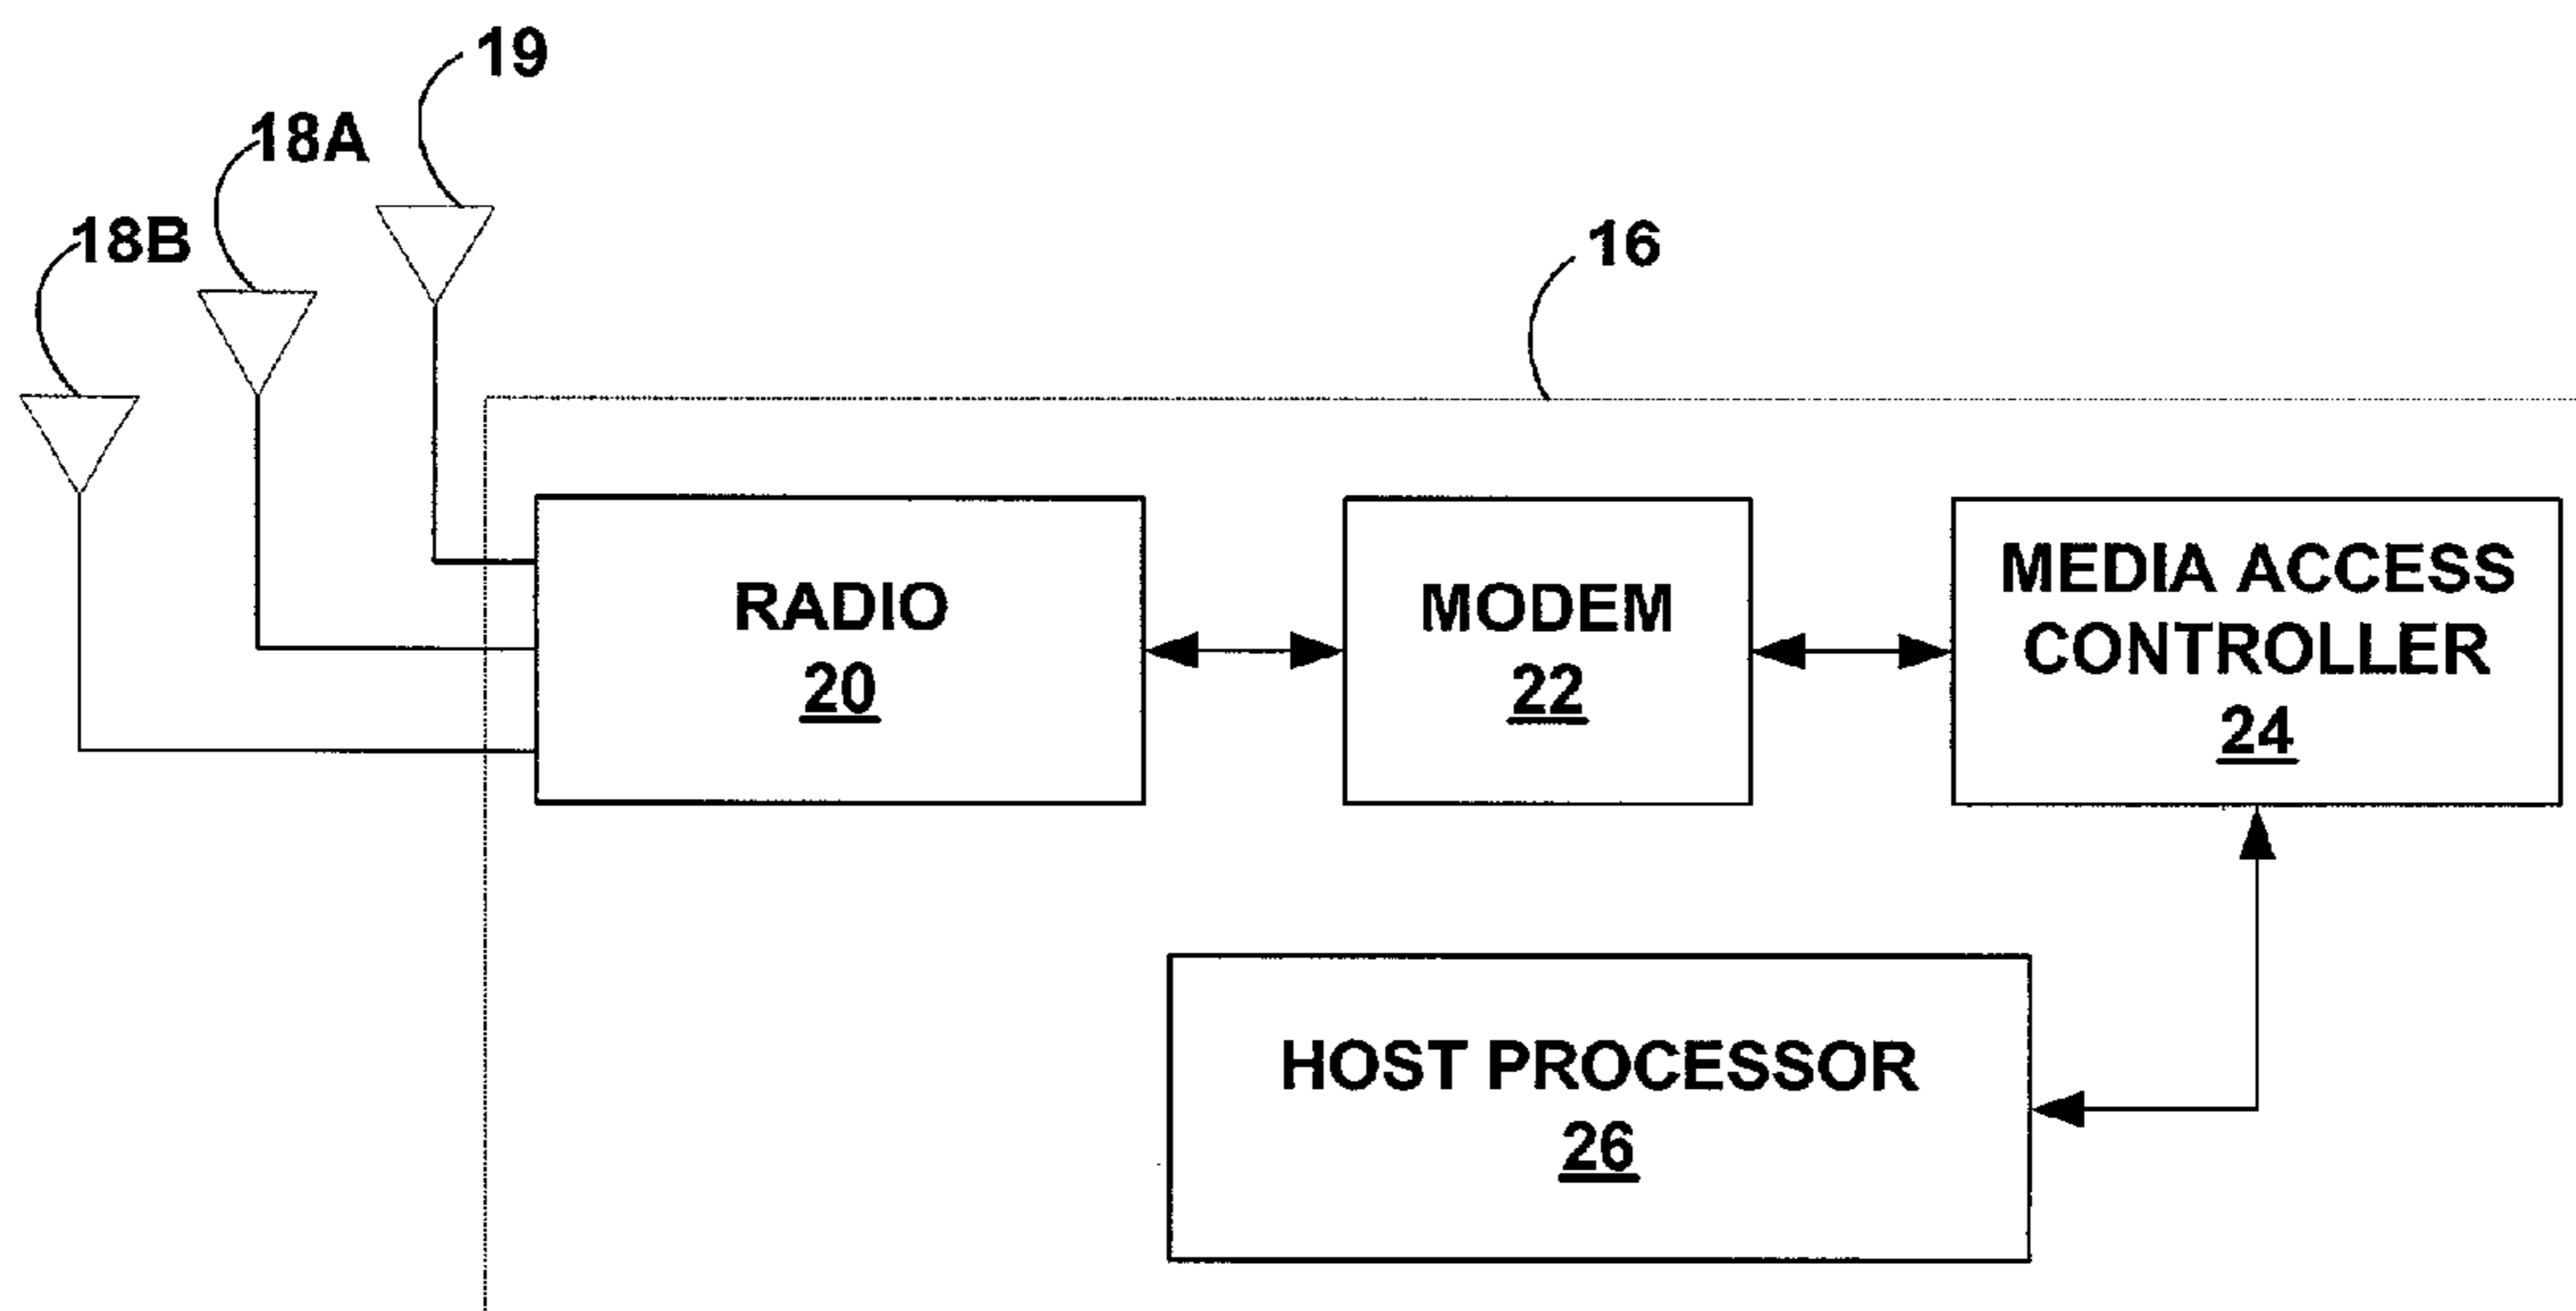 19
18A
18B
16
RADIO
20
MODEM
22
MEDIA ACCESS
CONTROLLER
24
HOST PROCESSOR
26